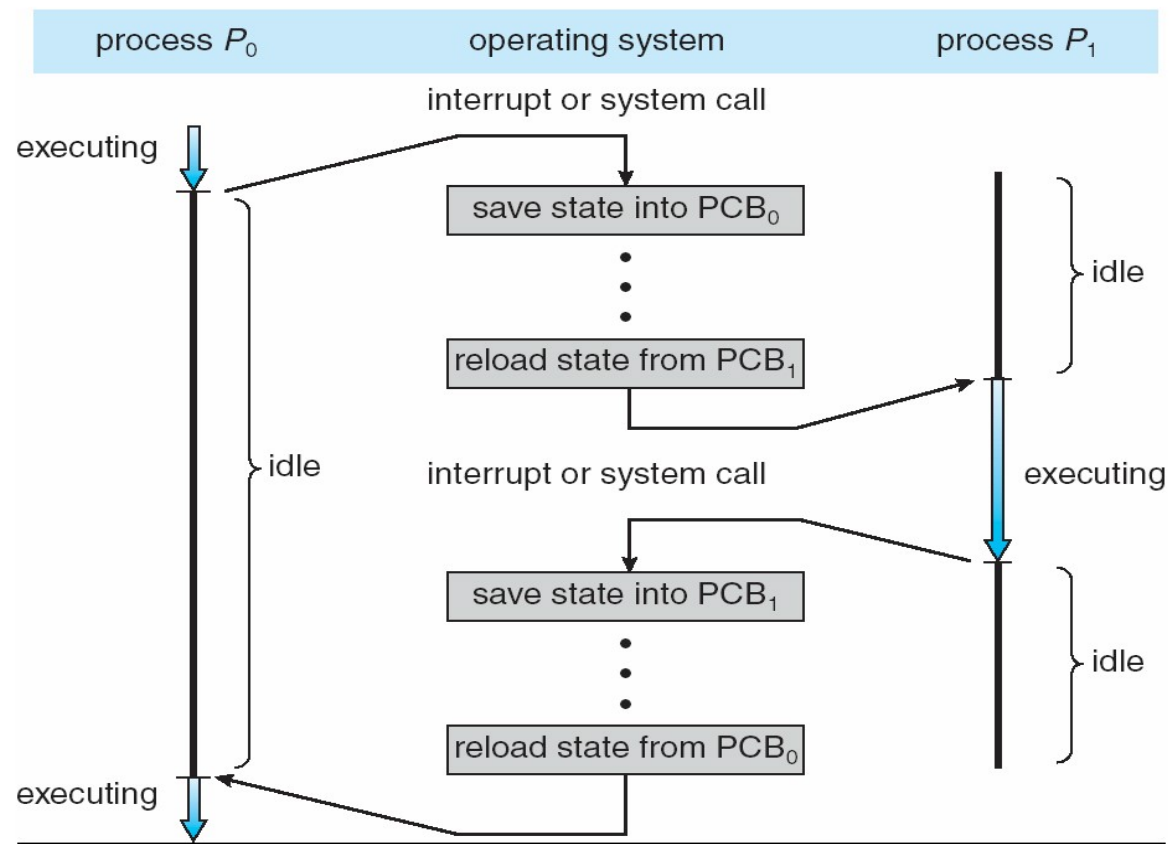 process P₀ operating system process P₁
interrupt or system call
executing
save state into PCB₀
idle
reload state from PCB₁
idle
interrupt or system call
executing
save state into PCB₁
idle
reload state from PCB₀
executing